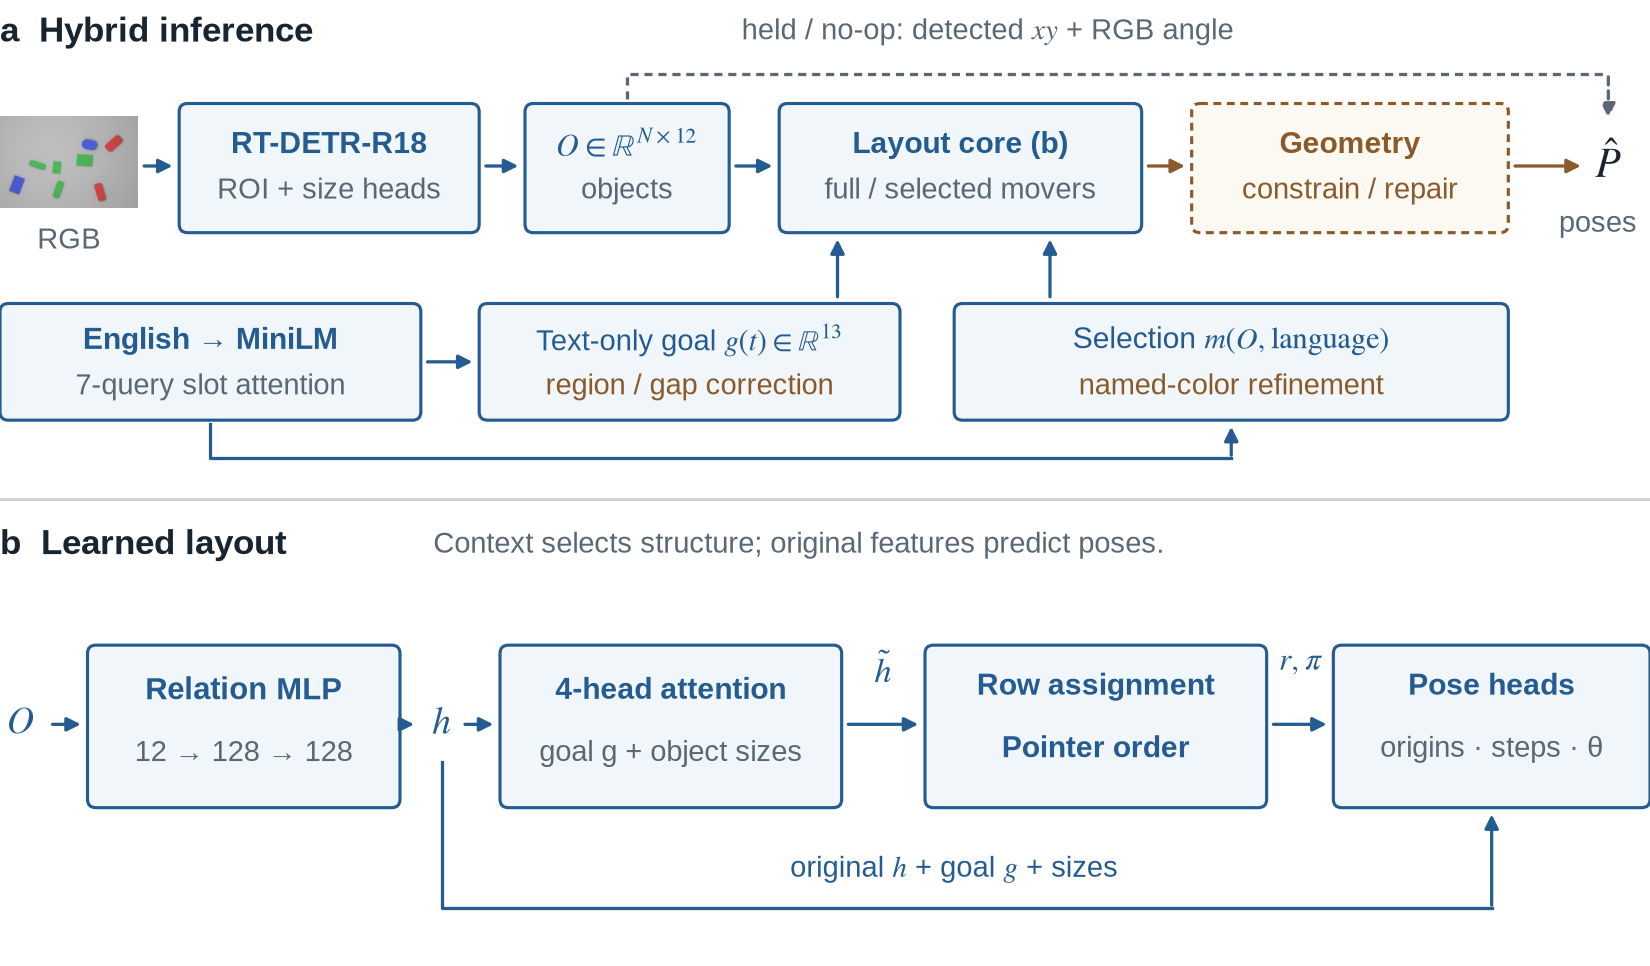 a Hybrid inference
held / no-op: detected xy + RGB angle
RGB
RT-DETR-R18
ROI + size heads
O ∈ ℝ^{N×12}
objects
Layout core (b)
full / selected movers
Geometry
constrain / repair
P̂
poses
English → MiniLM
7-query slot attention
Text-only goal g(t) ∈ ℝ^{13}
region / gap correction
Selection m(O, language)
named-color refinement
b Learned layout
Context selects structure; original features predict poses.
O
Relation MLP
12 → 128 → 128
h
4-head attention
goal g + object sizes
h̃
Row assignment
Pointer order
r, π
Pose heads
origins · steps · θ
original h + goal g + sizes